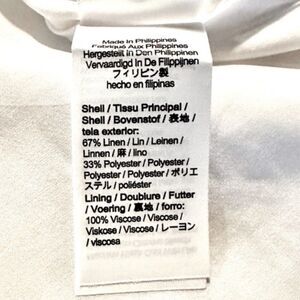 Made In Philippines
Fabriqué Aux Philippines
Hergestellt In Den Philippinen
Vervaardigd In De Filippijnen
フィリピン製
hecho en filipinas
Shell / Tissu Principal /
Shell / Bovenstof / 表地 /
tela exterior:
67% Linen / Lin / Leinen /
Linnen / 麻 / lino
33% Polyester / Polyester /
Polyester / Polyester / ポリエ
ステル / poliéster
Lining / Doublure / Futter
/ Voering / 裏地 / forro:
100% Viscose / Viscose /
Viskose / Viscose / レーヨン
/ viscosa